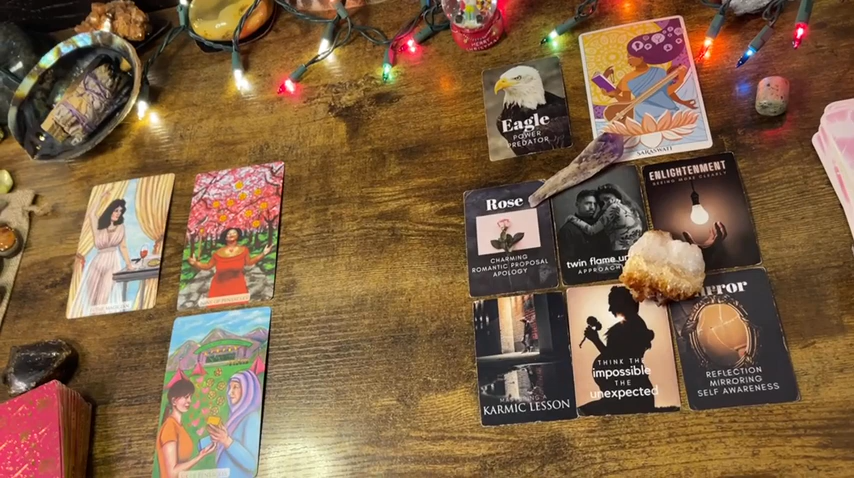 Eagle
POWER
PREDATOR
SARASWATI
Rose
CHARMING
ROMANTIC PROPOSAL
APOLOGY
twin flame
APPROACH
ENLIGHTENMENT
SEEING MORE CLEARLY
KARMIC LESSON
THINK THE
impossible
THE
unexpected
REFLECTION
MIRRORING
SELF AWARENESS